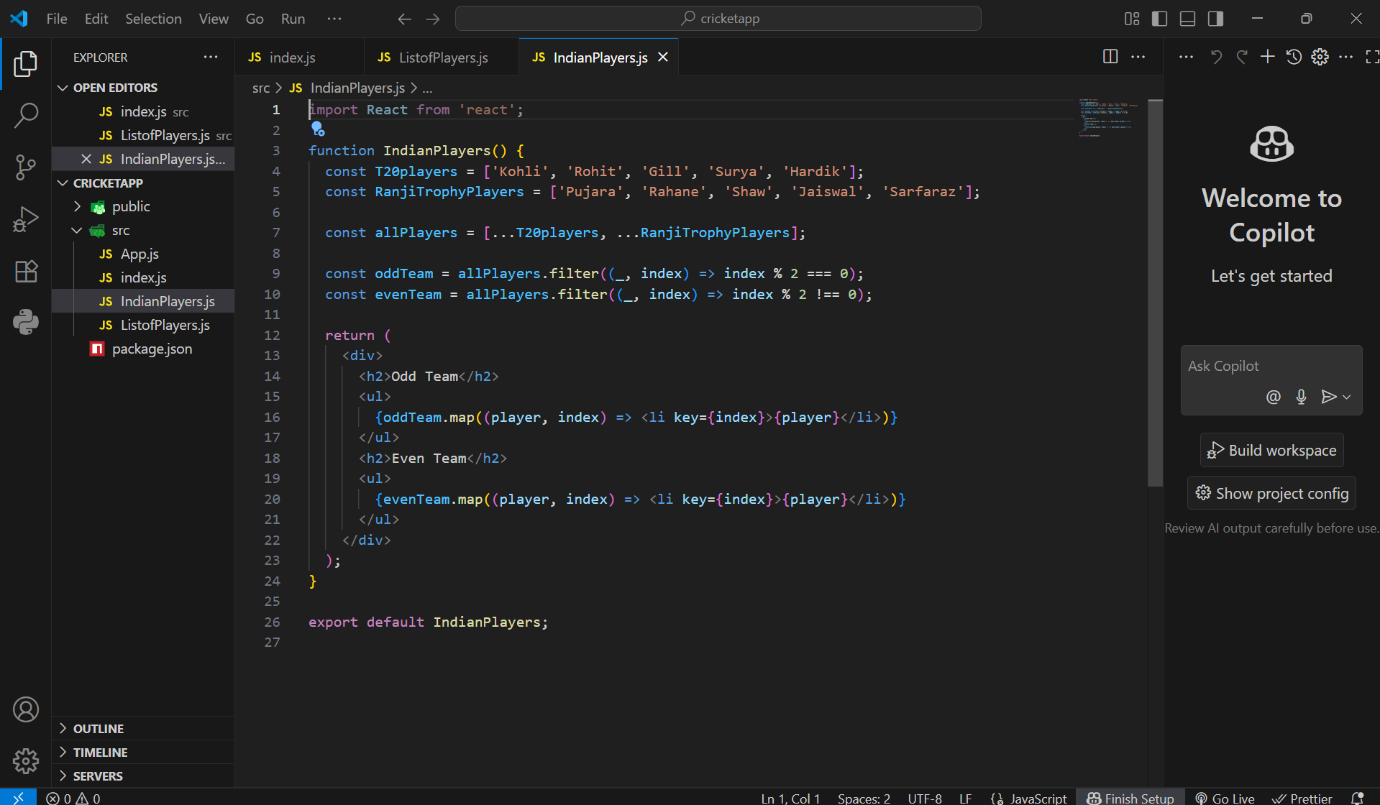 File Edit Selection View Go Run ··· cricketapp
EXPLORER ···
OPEN EDITORS
JS index.js src
JS ListofPlayers.js src
JS IndianPlayers.js...
CRICKETAPP
public
src
JS App.js
JS index.js
JS IndianPlayers.js
JS ListofPlayers.js
package.json
OUTLINE
TIMELINE
SERVERS
JS index.js JS ListofPlayers.js JS IndianPlayers.js
src > JS IndianPlayers.js > ...
1 import React from 'react';
2
3 function IndianPlayers() {
4 const T20players = ['Kohli', 'Rohit', 'Gill', 'Surya', 'Hardik'];
5 const RanjiTrophyPlayers = ['Pujara', 'Rahane', 'Shaw', 'Jaiswal', 'Sarfaraz'];
6
7 const allPlayers = [...T20players, ...RanjiTrophyPlayers];
8
9 const oddTeam = allPlayers.filter((_, index) => index % 2 === 0);
10 const evenTeam = allPlayers.filter((_, index) => index % 2 !== 0);
11
12 return (
13 <div>
14 <h2>Odd Team</h2>
15 <ul>
16 {oddTeam.map((player, index) => <li key={index}>{player}</li>)}
17 </ul>
18 <h2>Even Team</h2>
19 <ul>
20 {evenTeam.map((player, index) => <li key={index}>{player}</li>)}
21 </ul>
22 </div>
23 );
24 }
25
26 export default IndianPlayers;
27
Welcome to
Copilot
Let's get started
Ask Copilot
Build workspace
Show project config
Review AI output carefully before use.
0 0 Ln 1, Col 1 Spaces: 2 UTF-8 LF {} JavaScript Finish Setup Go Live Prettier